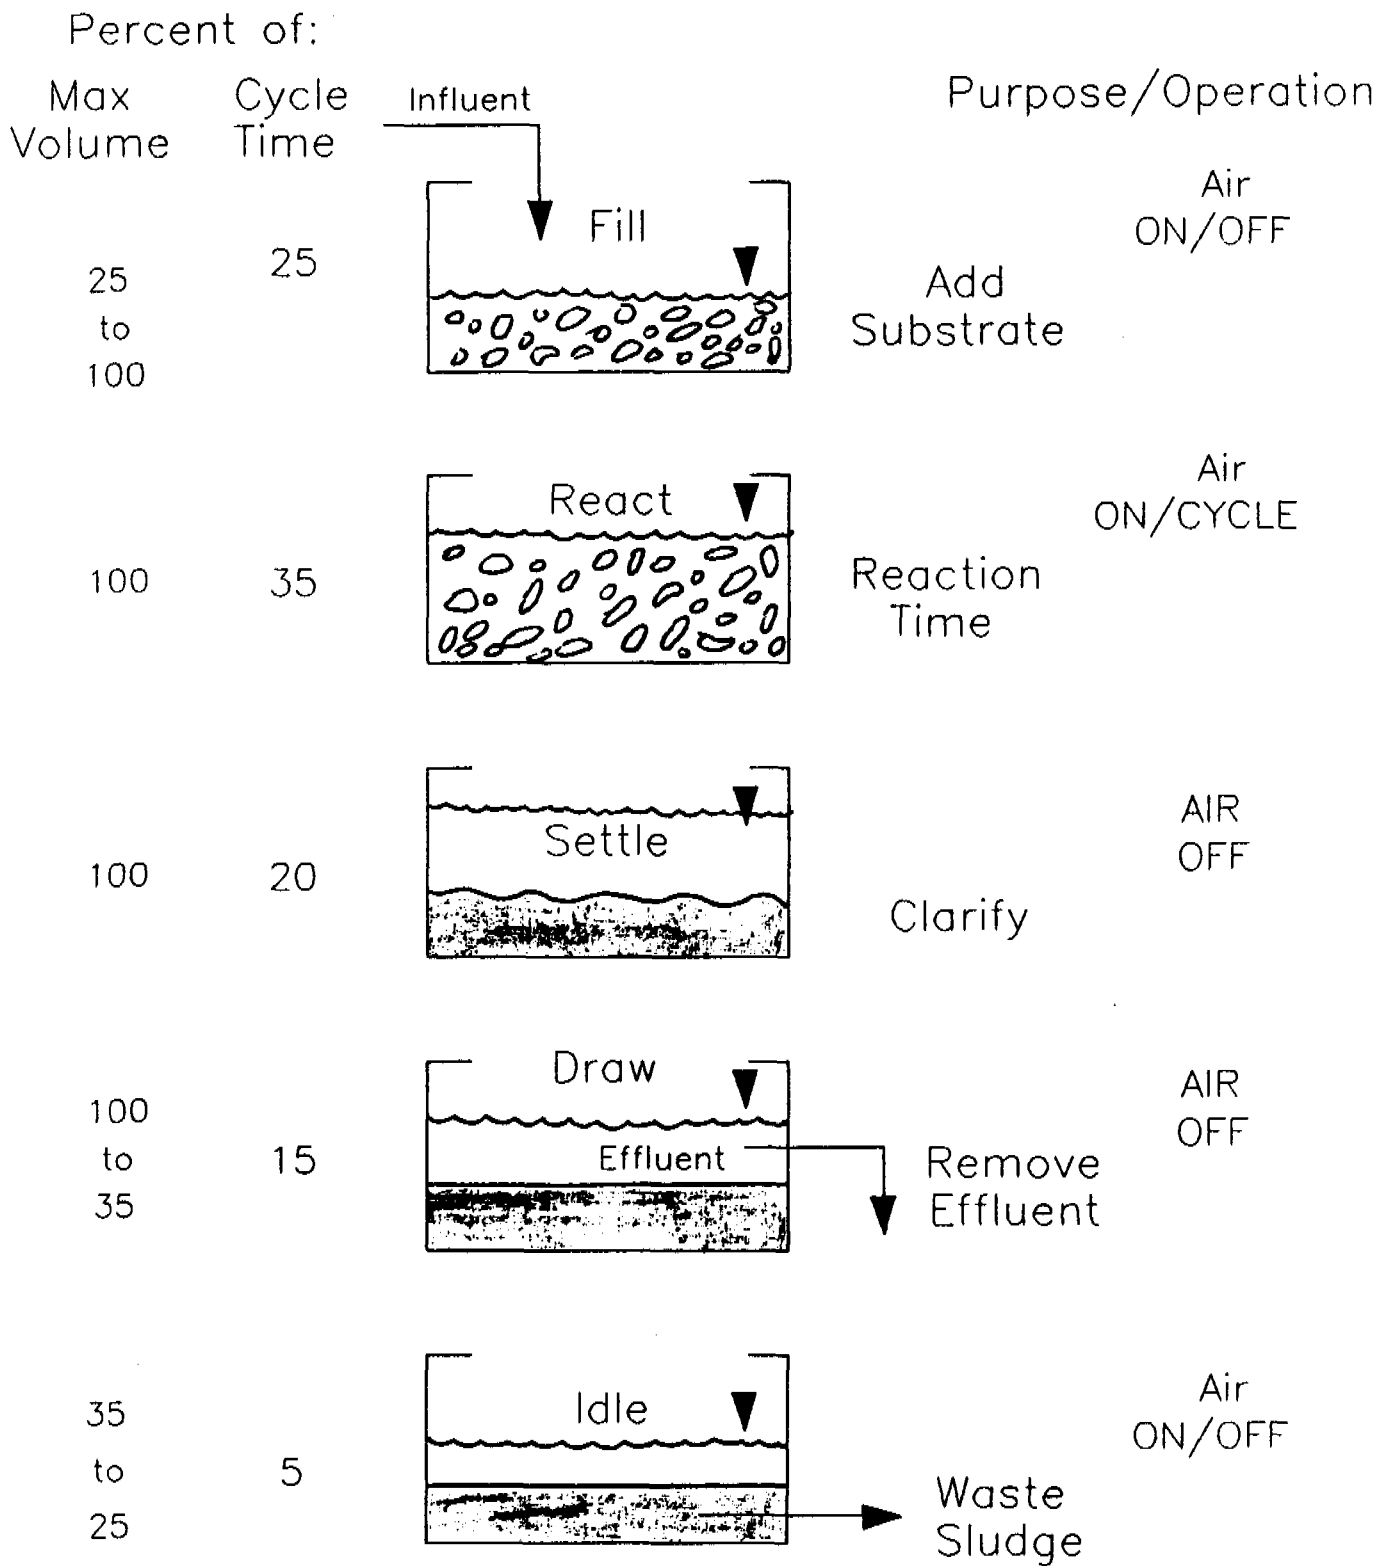 Percent of:
Max Volume
Cycle Time
Influent
Purpose/Operation
25
to
100
25
Fill
Add
Substrate
Air
ON/OFF
100
35
React
Reaction
Time
Air
ON/CYCLE
100
20
Settle
Clarify
AIR
OFF
100
to
35
15
Draw
Effluent
Remove
Effluent
AIR
OFF
35
to
25
5
Idle
Waste
Sludge
Air
ON/OFF